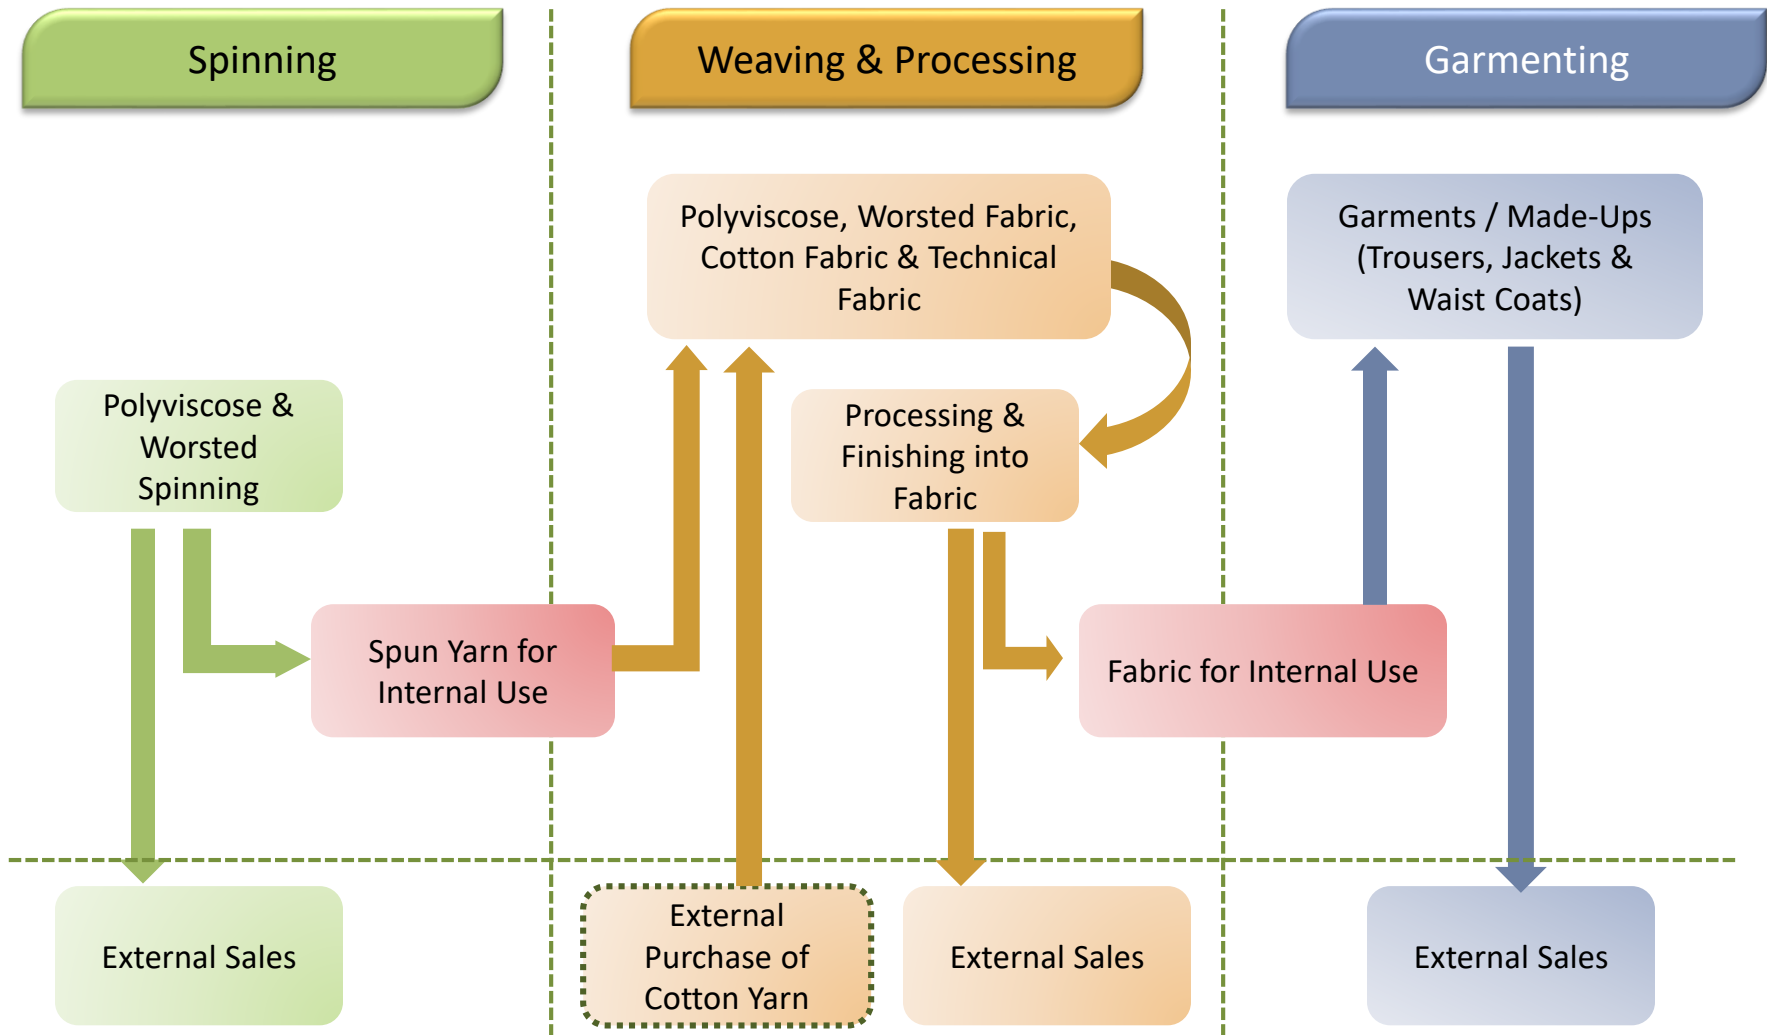 Spinning
Weaving & Processing
Garmenting
Polyviscose, Worsted Fabric,
Cotton Fabric & Technical
Fabric
Garments / Made-Ups
(Trousers, Jackets &
Waist Coats)
Polyviscose &
Worsted
Spinning
Processing &
Finishing into
Fabric
Spun Yarn for
Internal Use
Fabric for Internal Use
External Sales
External
Purchase of
Cotton Yarn
External Sales
External Sales